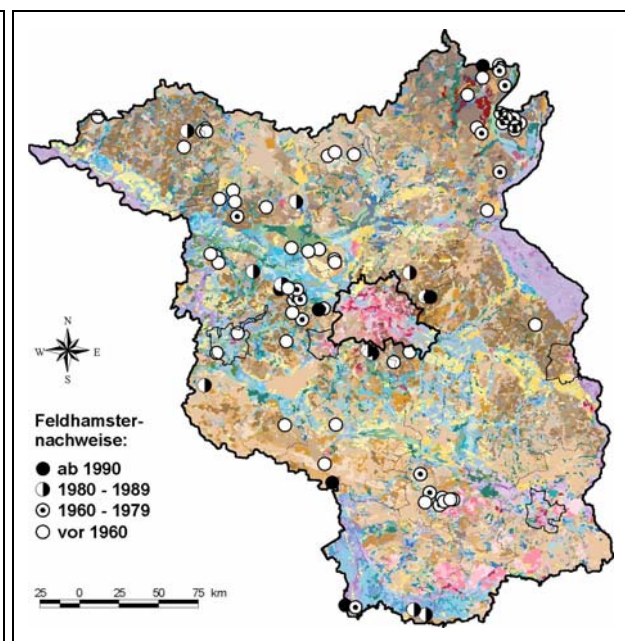 N
W E
S
Feldhamster-
nachweise:
ab 1990
1980 - 1989
1960 - 1979
vor 1960
25 0 25 50 75 km